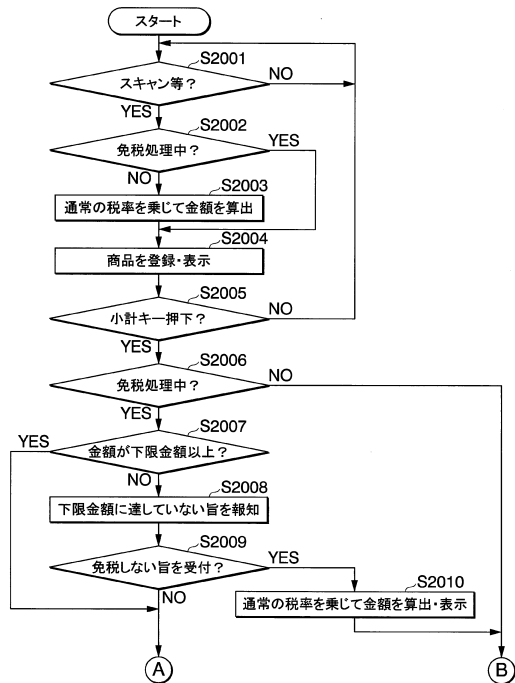 スタート
S2001
スキャン等？
NO
YES
S2002
免税処理中？
YES
NO
S2003
通常の税率を乗じて金額を算出
S2004
商品を登録・表示
S2005
小計キー押下？
NO
YES
S2006
免税処理中？
NO
YES
S2007
YES
金額が下限金額以上？
NO
S2008
下限金額に達していない旨を報知
S2009
免税しない旨を受付？
YES
NO
S2010
通常の税率を乗じて金額を算出・表示
A
B